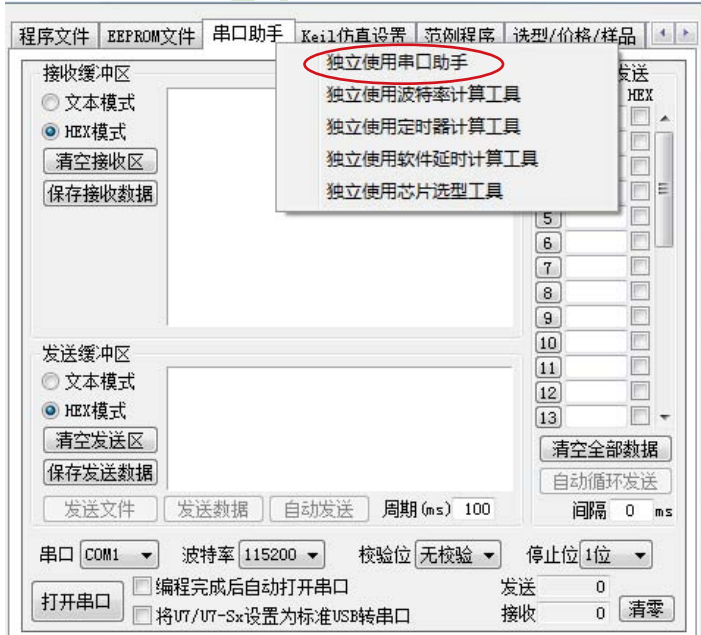 程序文件 EEPROM文件 串口助手 Keil仿真设置 范例程序 选型/价格/样品
接收缓冲区
发送
文本模式
HEX
HEX模式
清空接收区
保存接收数据
独立使用串口助手
独立使用波特率计算工具
独立使用定时器计算工具
独立使用软件延时计算工具
独立使用芯片选型工具
5
6
7
8
9
10
11
12
13
发送缓冲区
文本模式
HEX模式
清空发送区
保存发送数据
清空全部数据
自动循环发送
发送文件 发送数据 自动发送 周期(ms) 100
间隔 0 ms
串口 COM1 波特率 115200 校验位 无校验 停止位 1位
打开串口
编程完成后自动打开串口
发送 0
将U7/U7-Sx设置为标准USB转串口
接收 0
清零